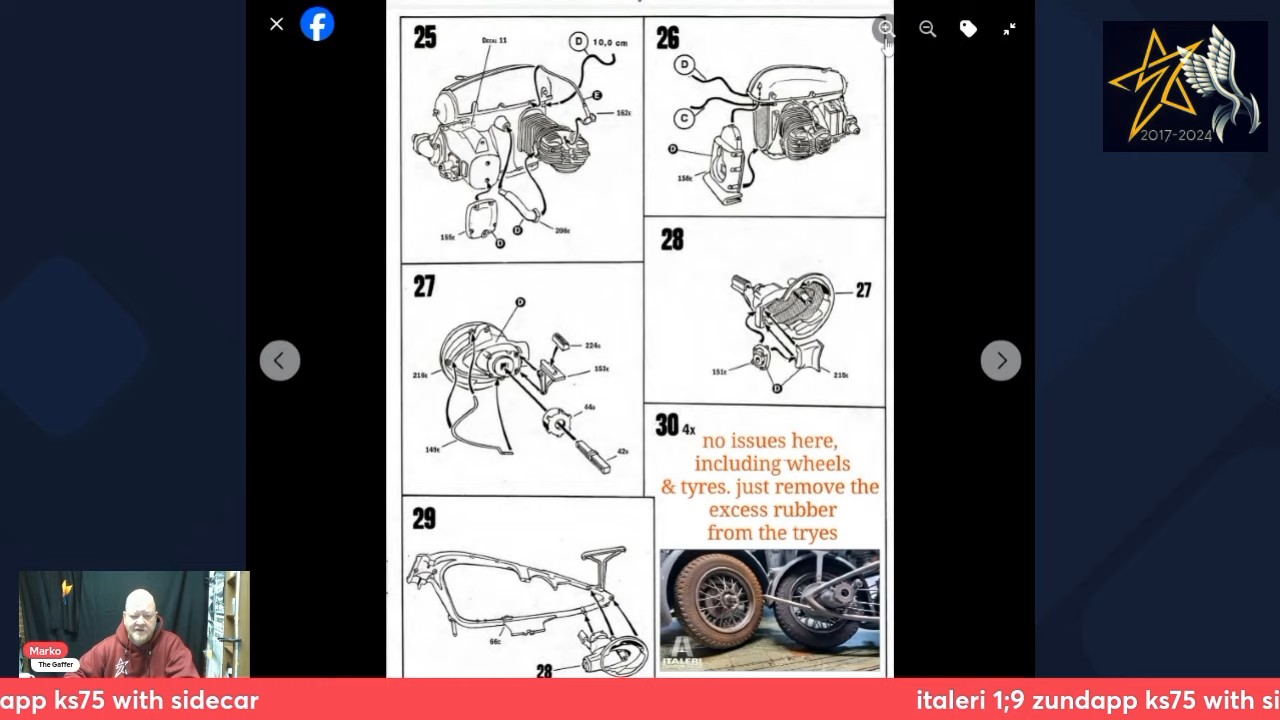 25
DECAL 11
D 10,0 cm
E
162c
155c
D
D
206c
26
D
C
D
158c
27
D
224c
216c
153c
44c
149c
42c
28
27
151c
218c
D
29
66c
28
30 4x
no issues here,
including wheels
& tyres. just remove the
excess rubber
from the tryes
ITALERI
2017-2024
Marko
The Gaffer
app ks75 with sidecar
italeri 1;9 zundapp ks75 with si